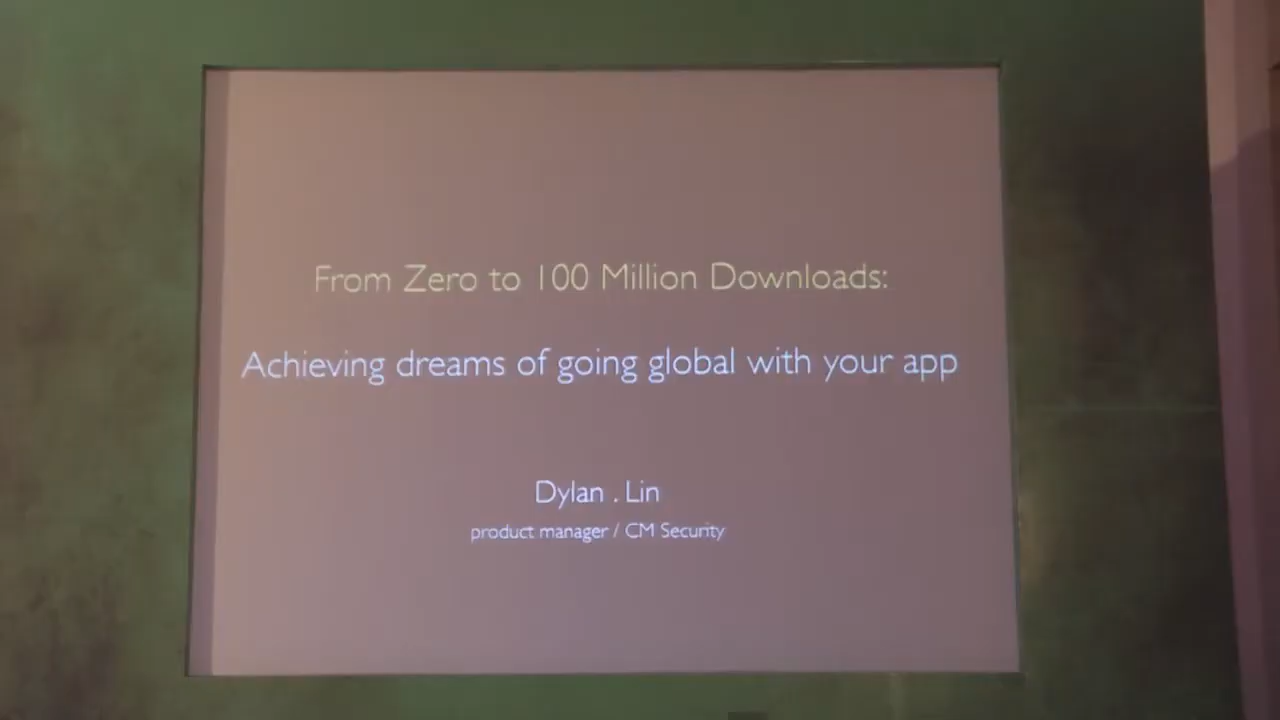 From Zero to 100 Million Downloads:
Achieving dreams of going global with your app
Dylan . Lin
product manager / CM Security